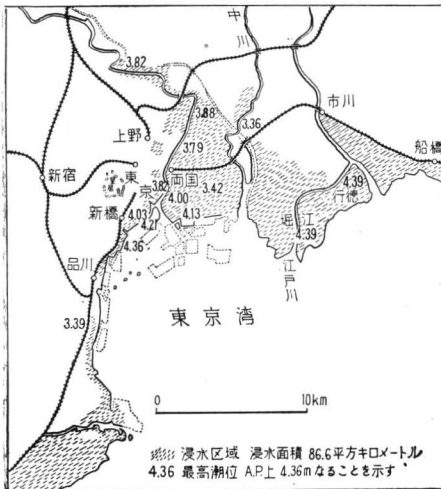 中川
3.82
3.88
3.36
市川
上野
3.79
船橋
新宿
東京
3.82
両国
3.42
4.39
行徳
4.00
新橋
4.03
4.21
4.13
堀江
4.39
4.36
江戸川
品川
東京湾
3.39
0 10km
浸水区域 浸水面積 86.6平方キロメートル
4.36 最高潮位 A.P.上 4.36mなることを示す